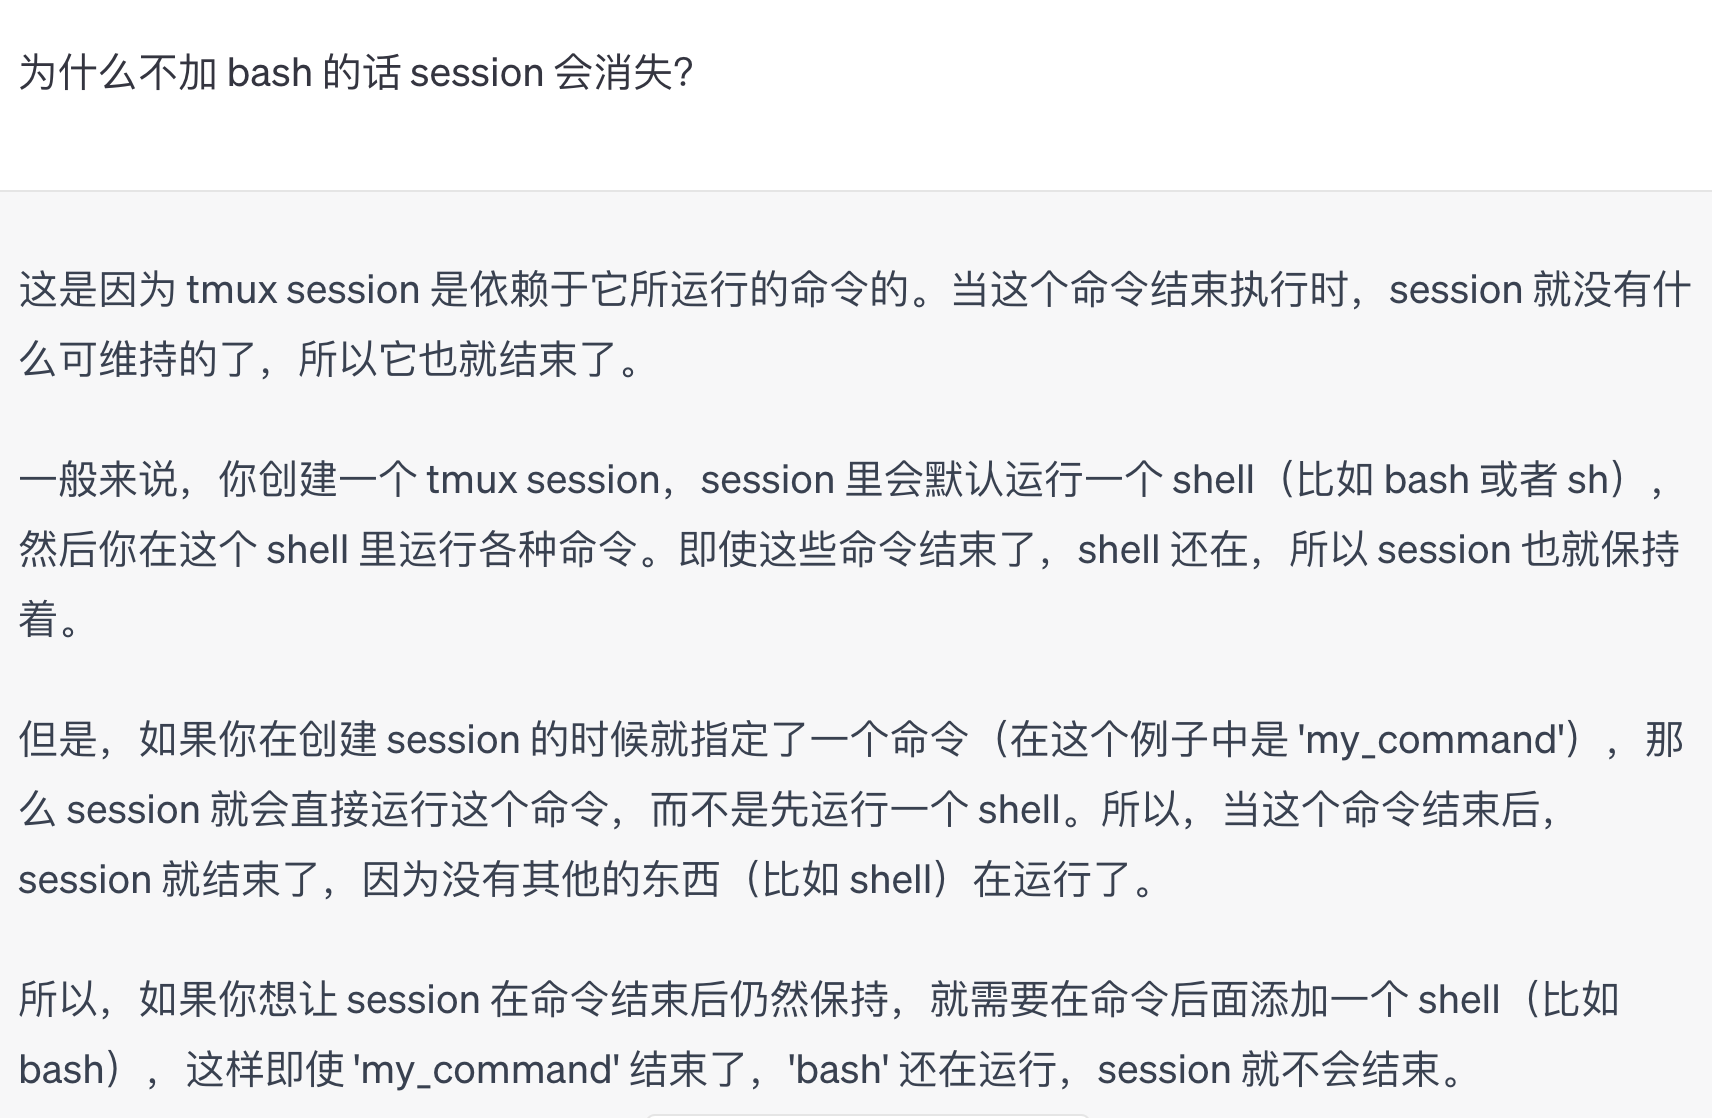 为什么不加 bash 的话 session 会消失?
这是因为 tmux session 是依赖于它所运行的命令的。当这个命令结束执行时，session 就没有什
么可维持的了，所以它也就结束了。
一般来说，你创建一个 tmux session，session 里会默认运行一个 shell（比如 bash 或者 sh），
然后你在这个 shell 里运行各种命令。即使这些命令结束了，shell 还在，所以 session 也就保持
着。
但是，如果你在创建 session 的时候就指定了一个命令（在这个例子中是 'my_command'），那
么 session 就会直接运行这个命令，而不是先运行一个 shell。所以，当这个命令结束后，
session 就结束了，因为没有其他的东西（比如 shell）在运行了。
所以，如果你想让 session 在命令结束后仍然保持，就需要在命令后面添加一个 shell（比如
bash），这样即使 'my_command' 结束了，'bash' 还在运行，session 就不会结束。